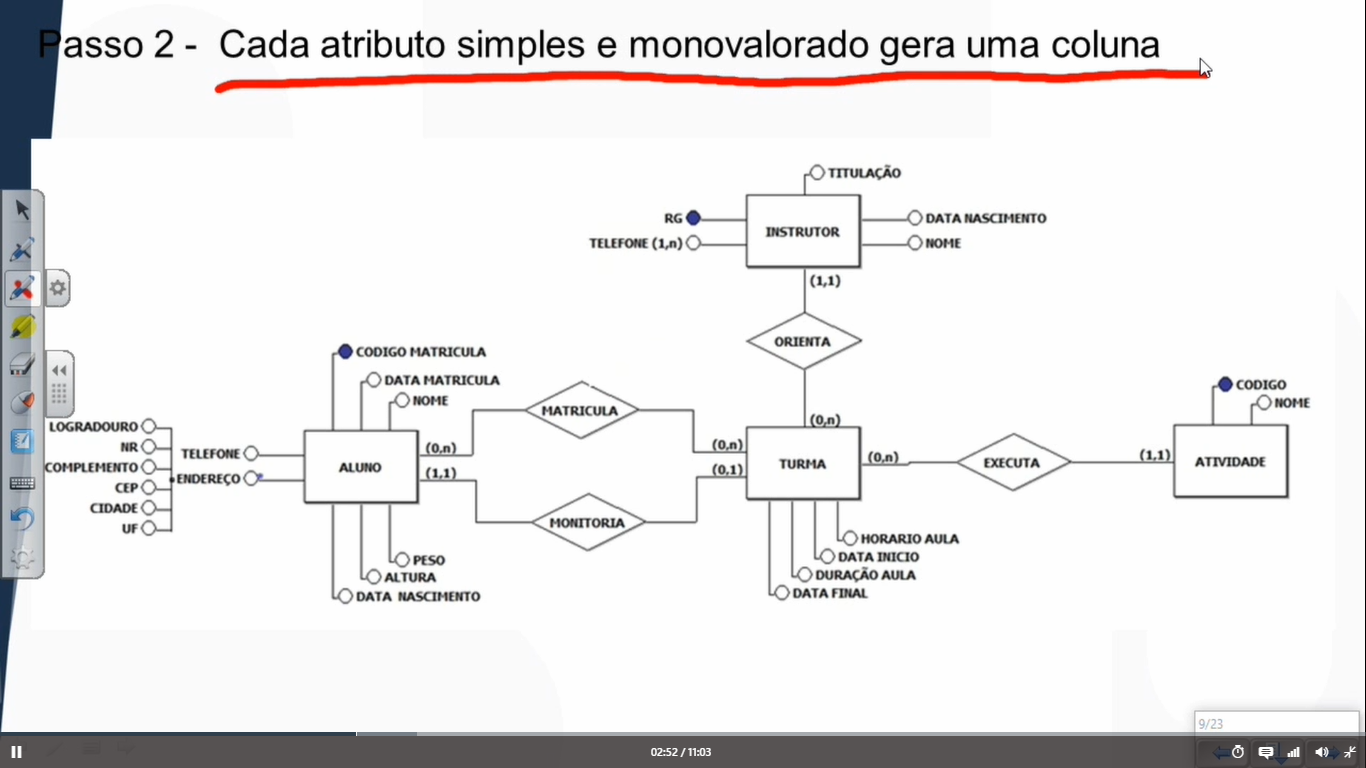 Passo 2 - Cada atributo simples e monovalorado gera uma coluna
TITULAÇÃO
RG
DATA NASCIMENTO
INSTRUTOR
TELEFONE (1,n)
NOME
(1,1)
ORIENTA
CODIGO MATRICULA
DATA MATRICULA
CODIGO
NOME
NOME
MATRICULA
(0,n)
LOGRADOURO
NR
(0,n)
(0,n)
TELEFONE
(0,n)
(1,1)
ALUNO
TURMA
EXECUTA
ATIVIDADE
COMPLEMENTO
(1,1)
(0,1)
ENDEREÇO
CEP
CIDADE
MONITORIA
UF
HORARIO AULA
PESO
DATA INICIO
ALTURA
DURAÇÃO AULA
DATA NASCIMENTO
DATA FINAL
9/23
02:52 / 11:03